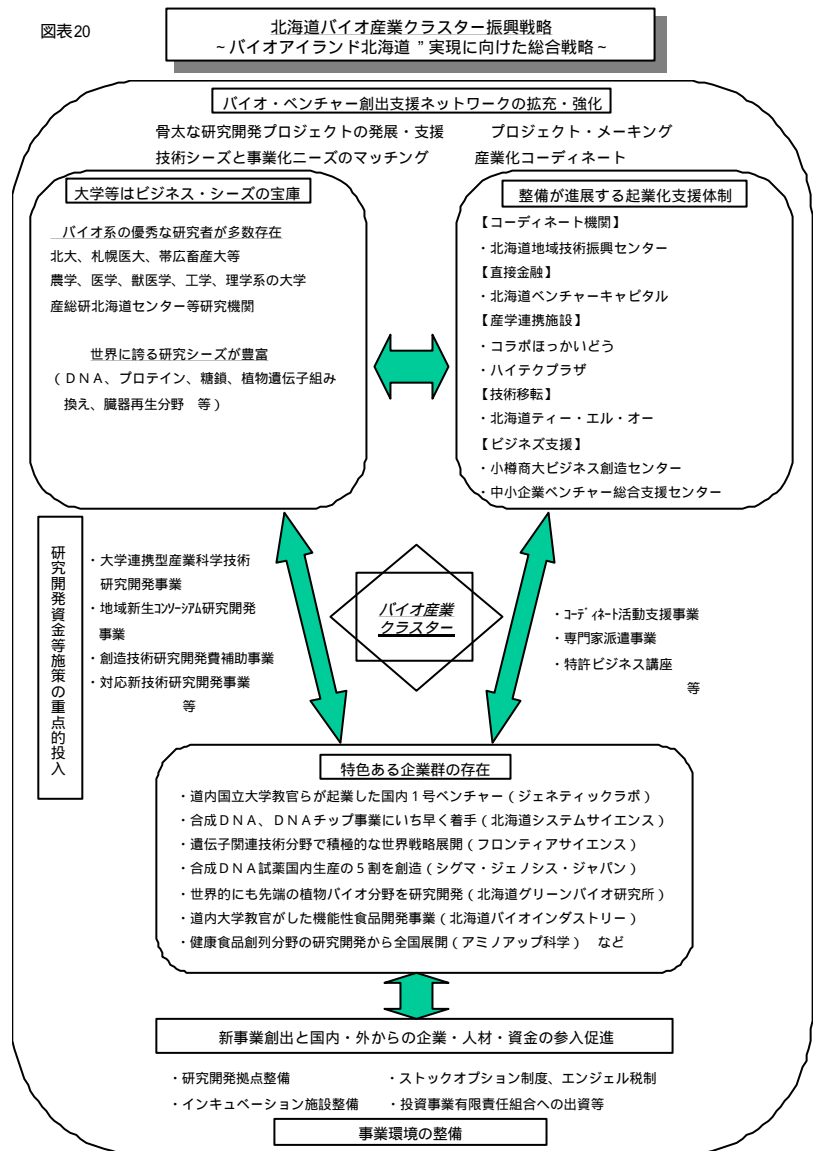 図表20
北海道バイオ産業クラスター振興戦略
~バイオアイランド北海道 ”実現に向けた総合戦略~
バイオ・ベンチャー創出支援ネットワークの拡充・強化
骨太な研究開発プロジェクトの発展・支援 プロジェクト・メーキング
技術シーズと事業化ニーズのマッチング 産業化コーディネート
大学等はビジネス・シーズの宝庫
バイオ系の優秀な研究者が多数存在
北大、札幌医大、帯広畜産大等
農学、医学、獣医学、工学、理学系の大学
産総研北海道センター等研究機関
世界に誇る研究シーズが豊富
(DNA、プロテイン、糖鎖、植物遺伝子組み
換え、臓器再生分野 等)
整備が進展する起業化支援体制
【コーディネート機関】
・北海道地域技術振興センター
【直接金融】
・北海道ベンチャーキャピタル
【産学連携施設】
・コラボほっかいどう
・ハイテクプラザ
【技術移転】
・北海道ティー・エル・オー
【ビジネズ支援】
・小樽商大ビジネス創造センター
・中小企業ベンチャー総合支援センター
研究開発資金等施策の重点的投入
・大学連携型産業科学技術
研究開発事業
・地域新生コンソーシアム研究開発
事業
・創造技術研究開発費補助事業
・対応新技術研究開発事業
等
バイオ産業
クラスター
・コーディネート活動支援事業
・専門家派遣事業
・特許ビジネス講座
等
特色ある企業群の存在
・道内国立大学教官らが起業した国内1号ベンチャー(ジェネティックラボ)
・合成DNA、DNAチップ事業にいち早く着手(北海道システムサイエンス)
・遺伝子関連技術分野で積極的な世界戦略展開(フロンティアサイエンス)
・合成DNA試薬国内生産の5割を創造(シグマ・ジェノシス・ジャパン)
・世界的にも先端の植物バイオ分野を研究開発(北海道グリーンバイオ研究所)
・道内大学教官がした機能性食品開発事業(北海道バイオインダストリー)
・健康食品創列分野の研究開発から全国展開(アミノアップ科学) など
新事業創出と国内・外からの企業・人材・資金の参入促進
・研究開発拠点整備 ・ストックオプション制度、エンジェル税制
・インキュベーション施設整備 ・投資事業有限責任組合への出資等
事業環境の整備